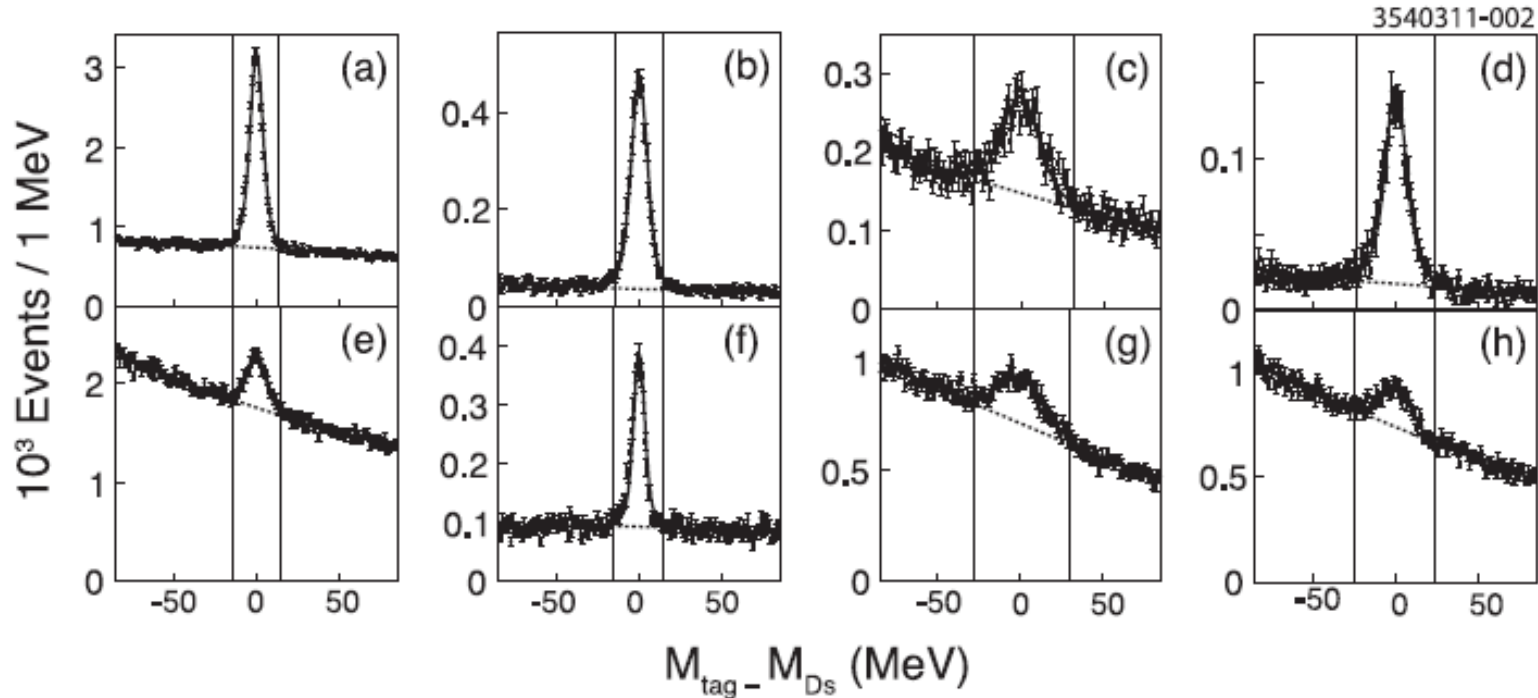 3540311-002
(a) (b) (c) (d)
3 2 1 0
0.4 0.2 0
0.3 0.2 0.1 0
0.1 0
(e) (f) (g) (h)
2 1 0
0.4 0.3 0.2 0.1 0
1 0.5 0
1 0.5 0
-50 0 50 -50 0 50 -50 0 50 -50 0 50
10³ Events / 1 MeV
M_tag - M_Ds (MeV)